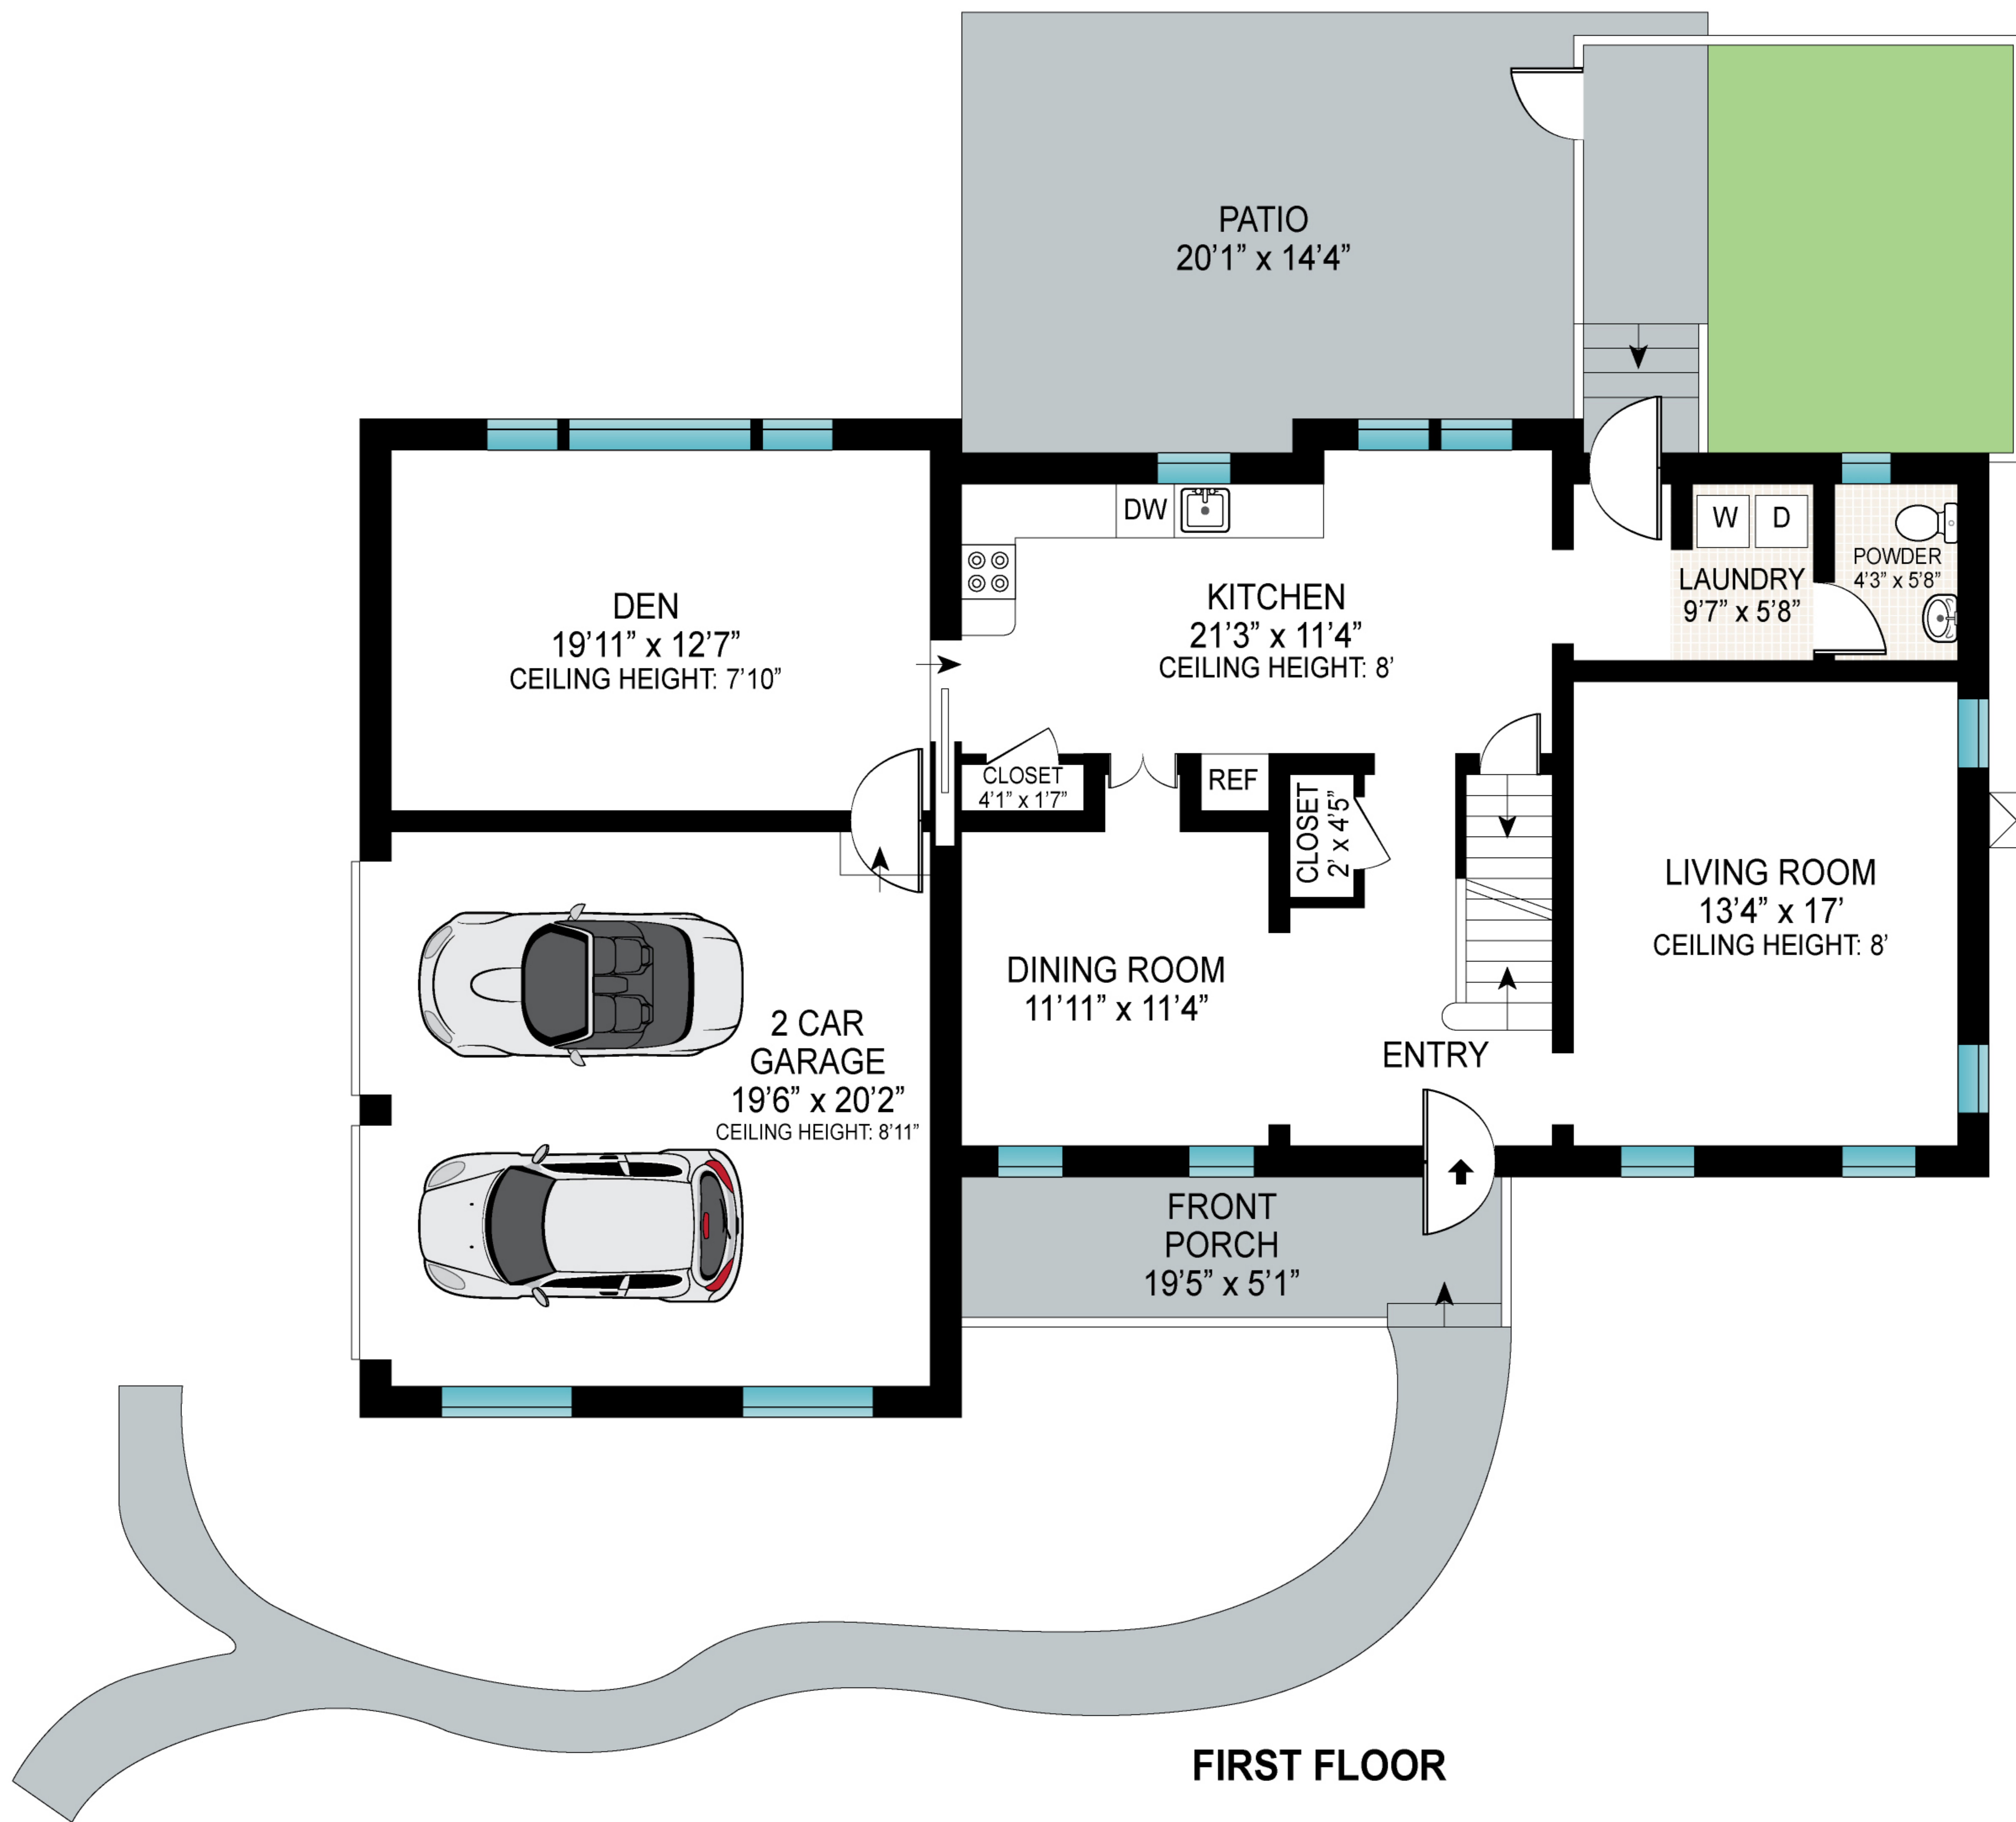 PATIO
20’1” x 14’4”
DEN
19’11” x 12’7”
CEILING HEIGHT: 7’10”
DW
KITCHEN
21’3” x 11’4”
CEILING HEIGHT: 8’
W
D
LAUNDRY
9’7” x 5’8”
POWDER
4’3” x 5’8”
CLOSET
4’1” x 1’7”
REF
CLOSET
2’ x 4’5”
LIVING ROOM
13’4” x 17’
CEILING HEIGHT: 8’
DINING ROOM
11’11” x 11’4”
2 CAR
GARAGE
19’6” x 20’2”
CEILING HEIGHT: 8’11”
ENTRY
FRONT
PORCH
19’5” x 5’1”
FIRST FLOOR